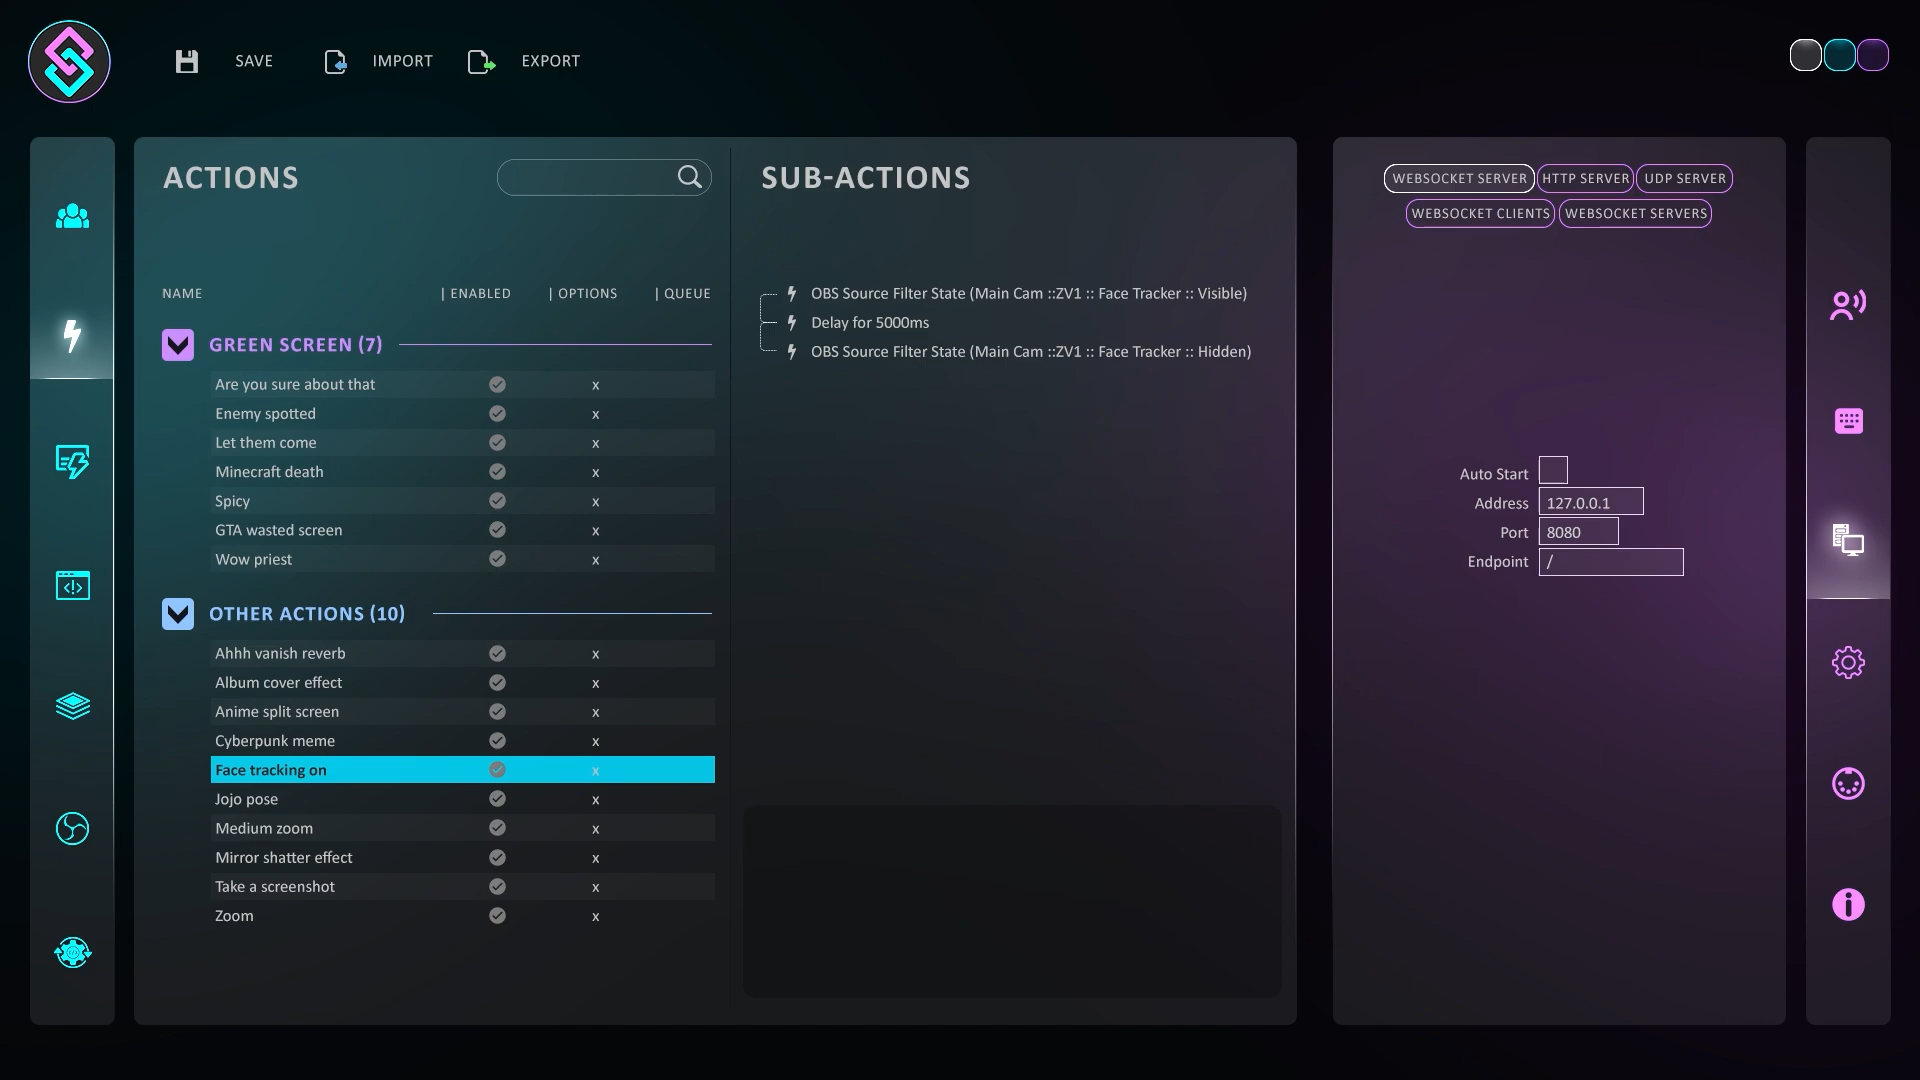 SAVE IMPORT EXPORT
ACTIONS
NAME | ENABLED | OPTIONS | QUEUE
GREEN SCREEN (7)
Are you sure about that x
Enemy spotted x
Let them come x
Minecraft death x
Spicy x
GTA wasted screen x
Wow priest x
OTHER ACTIONS (10)
Ahhh vanish reverb x
Album cover effect x
Anime split screen x
Cyberpunk meme x
Face tracking on x
Jojo pose x
Medium zoom x
Mirror shatter effect x
Take a screenshot x
Zoom x
SUB-ACTIONS
OBS Source Filter State (Main Cam ::ZV1 :: Face Tracker :: Visible)
Delay for 5000ms
OBS Source Filter State (Main Cam ::ZV1 :: Face Tracker :: Hidden)
WEBSOCKET SERVER HTTP SERVER UDP SERVER
WEBSOCKET CLIENTS WEBSOCKET SERVERS
Auto Start
Address 127.0.0.1
Port 8080
Endpoint /